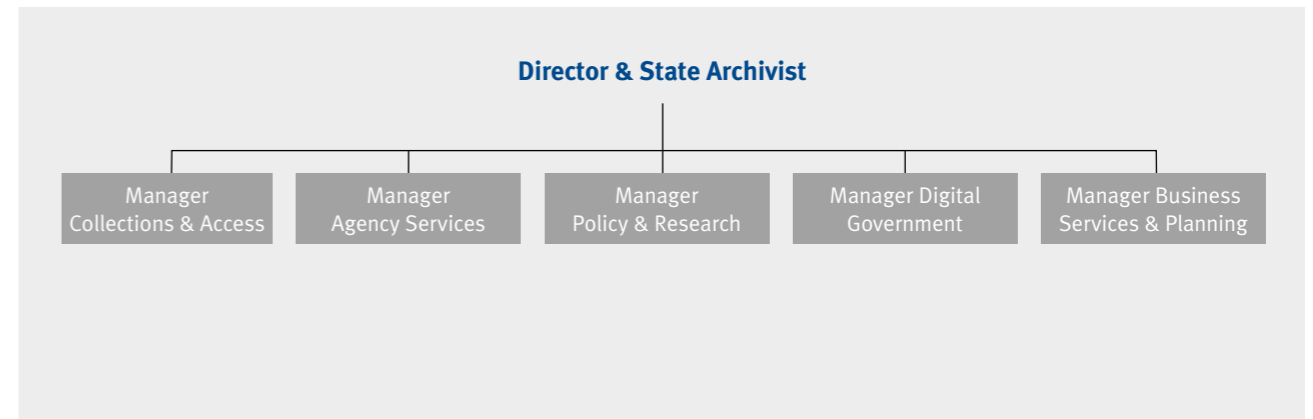 Director & State Archivist
Manager
Collections & Access
Manager
Agency Services
Manager
Policy & Research
Manager Digital
Government
Manager Business
Services & Planning